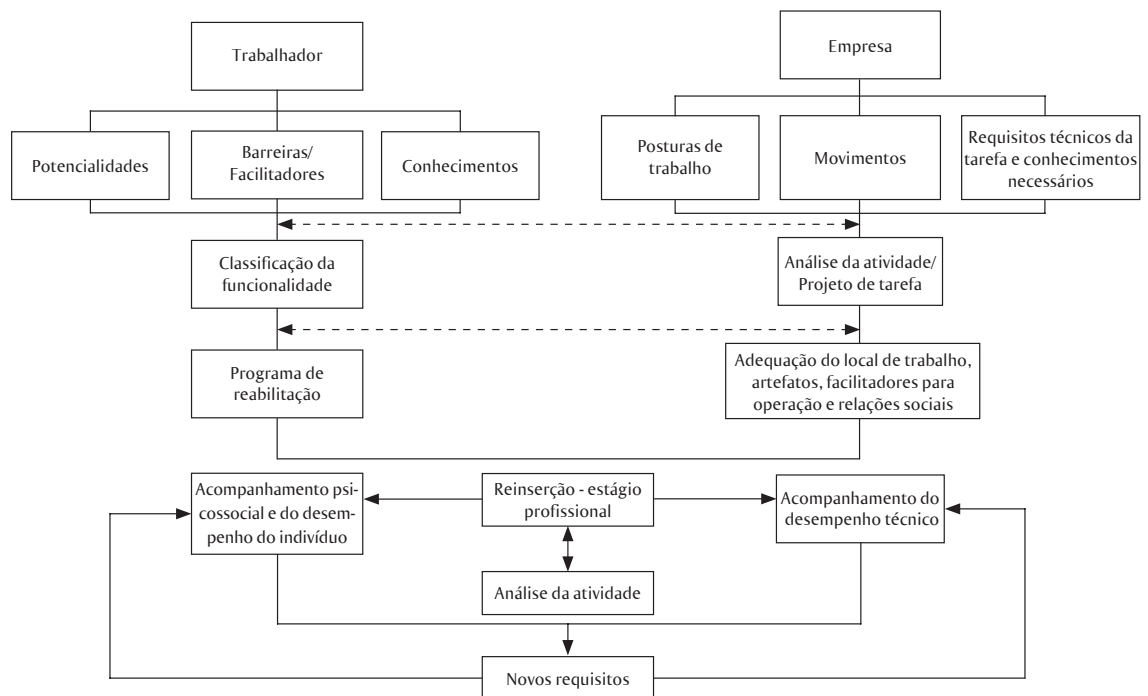 Trabalhador
Empresa
Potencialidades
Barreiras/
Facilitadores
Conhecimentos
Posturas de
trabalho
Movimentos
Requisitos técnicos da
tarefa e conhecimentos
necessários
Classificação da
funcionalidade
Análise da atividade/
Projeto de tarefa
Programa de
reabilitação
Adequação do local de trabalho,
artefatos, facilitadores para
operação e relações sociais
Acompanhamento psi-
cossocial e do desem-
penho do indivíduo
Reinserção - estágio
profissional
Acompanhamento do
desempenho técnico
Análise da atividade
Novos requisitos